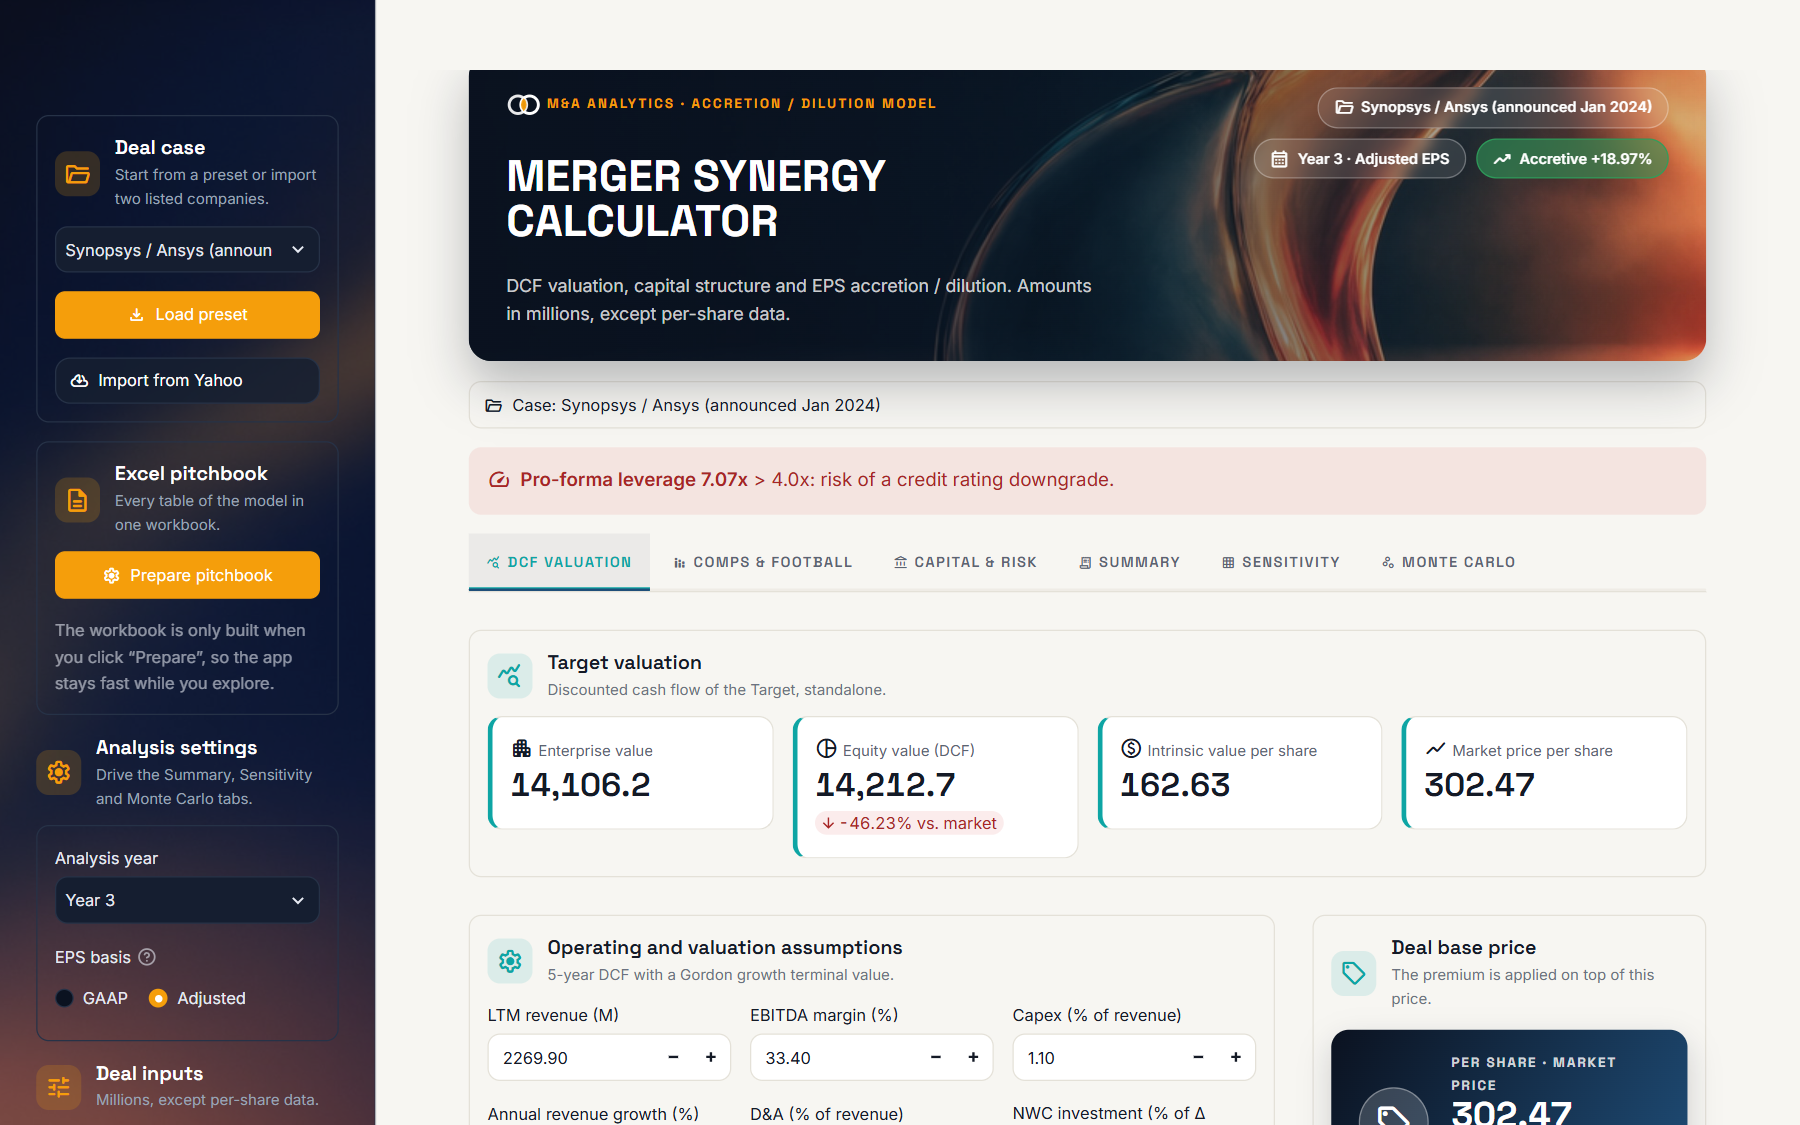 Deal case
Start from a preset or import
two listed companies.
Synopsys / Ansys (announ
Load preset
Import from Yahoo
Excel pitchbook
Every table of the model in
one workbook.
Prepare pitchbook
The workbook is only built when
you click “Prepare”, so the app
stays fast while you explore.
Analysis settings
Drive the Summary, Sensitivity
and Monte Carlo tabs.
Analysis year
Year 3
EPS basis
GAAP
Adjusted
Deal inputs
Millions, except per-share data.
M&A ANALYTICS · ACCRETION / DILUTION MODEL
Synopsys / Ansys (announced Jan 2024)
Year 3 · Adjusted EPS
Accretive +18.97%
MERGER SYNERGY
CALCULATOR
DCF valuation, capital structure and EPS accretion / dilution. Amounts
in millions, except per-share data.
Case: Synopsys / Ansys (announced Jan 2024)
Pro-forma leverage 7.07x > 4.0x: risk of a credit rating downgrade.
DCF VALUATION
COMPS & FOOTBALL
CAPITAL & RISK
SUMMARY
SENSITIVITY
MONTE CARLO
Target valuation
Discounted cash flow of the Target, standalone.
Enterprise value
14,106.2
Equity value (DCF)
14,212.7
-46.23% vs. market
Intrinsic value per share
162.63
Market price per share
302.47
Operating and valuation assumptions
5-year DCF with a Gordon growth terminal value.
LTM revenue (M)
EBITDA margin (%)
Capex (% of revenue)
2269.90
33.40
1.10
Annual revenue growth (%)
D&A (% of revenue)
NWC investment (% of Δ
Deal base price
The premium is applied on top of this
price.
PER SHARE · MARKET
PRICE
302.47